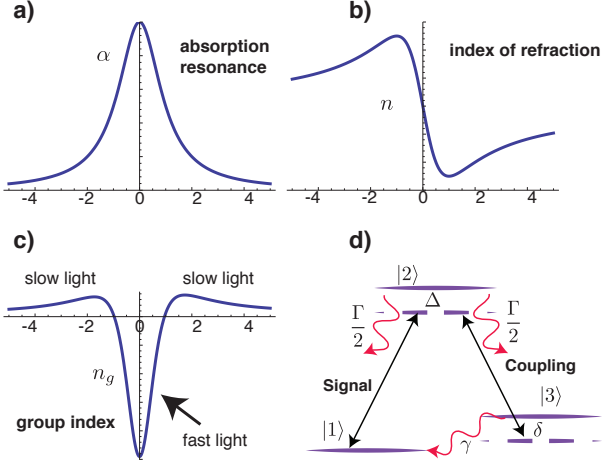 a)
α
absorption
resonance
-4 -2 0 2 4
b)
index of refraction
n
-4 -2 0 2 4
c)
slow light
slow light
-4 -2 2 4
n_g
group index
fast light
d)
|2⟩
Δ
Γ
2
Γ
2
Signal
Coupling
|1⟩
|3⟩
δ
γ